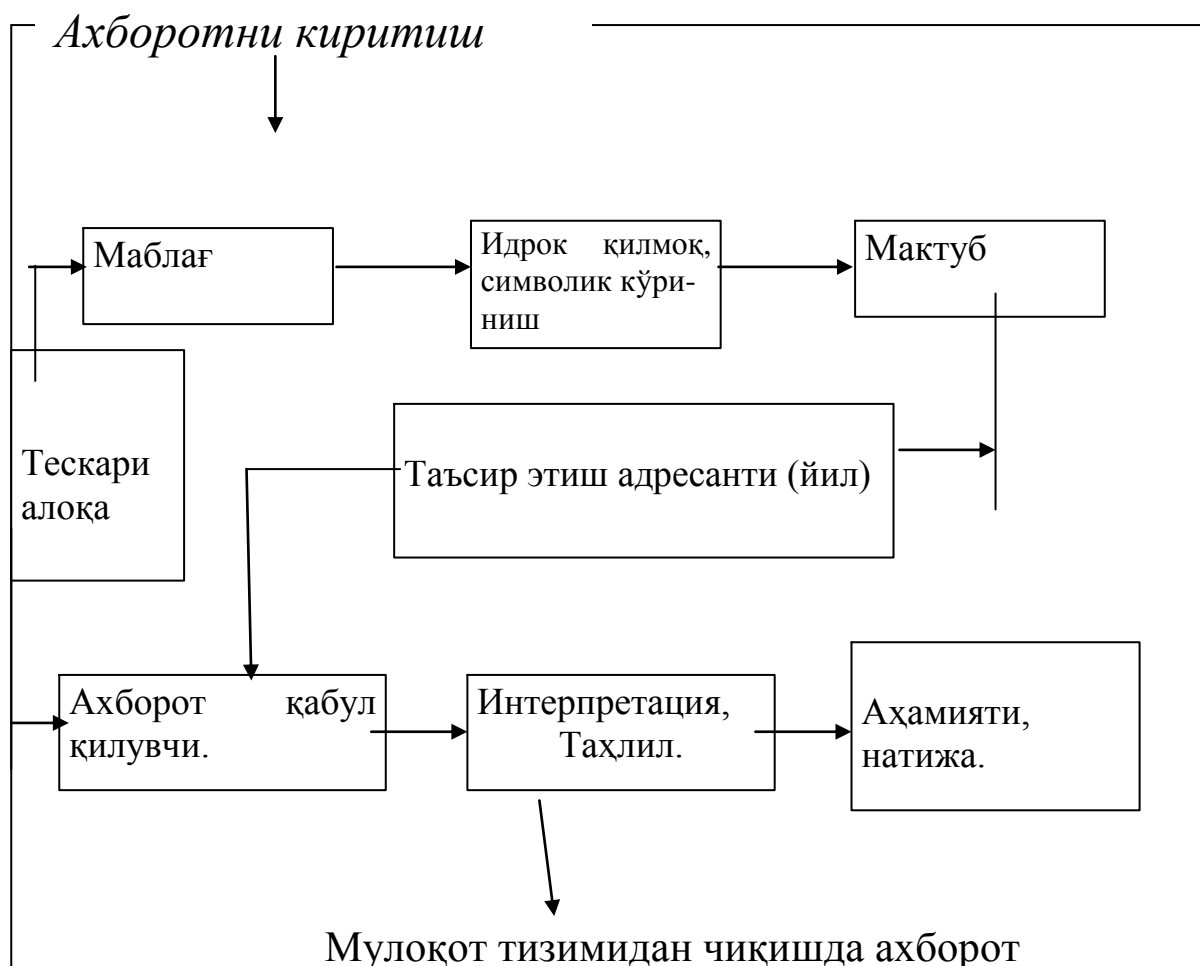 Ахборотни киритиш
Маблағ
Идрок қилмоқ,
символик кўри-
ниш
Мактуб
Тескари
алоқа
Таъсир этиш адресанти (йил)
Ахборот қабул
қилувчи.
Интерпретация,
Таҳлил.
Аҳамияти,
натижа.
Мулоқот тизимидан чиқишда ахборот